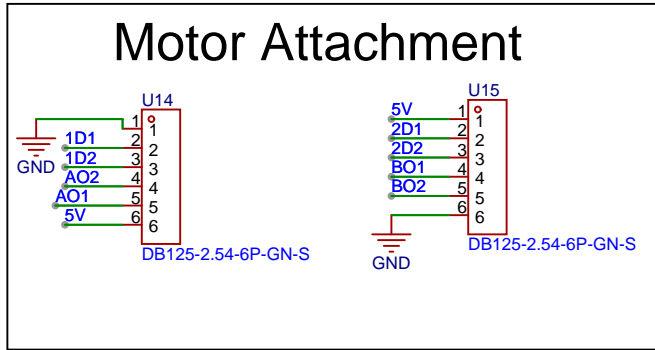 Motor Attachment
U14
1 1
1D1 2 2
1D2 3 3
AO2 4 4
AO1 5 5
5V 6 6
GND
DB125-2.54-6P-GN-S
U15
5V 1 1
2D1 2 2
2D2 3 3
BO1 4 4
BO2 5 5
6 6
GND
DB125-2.54-6P-GN-S